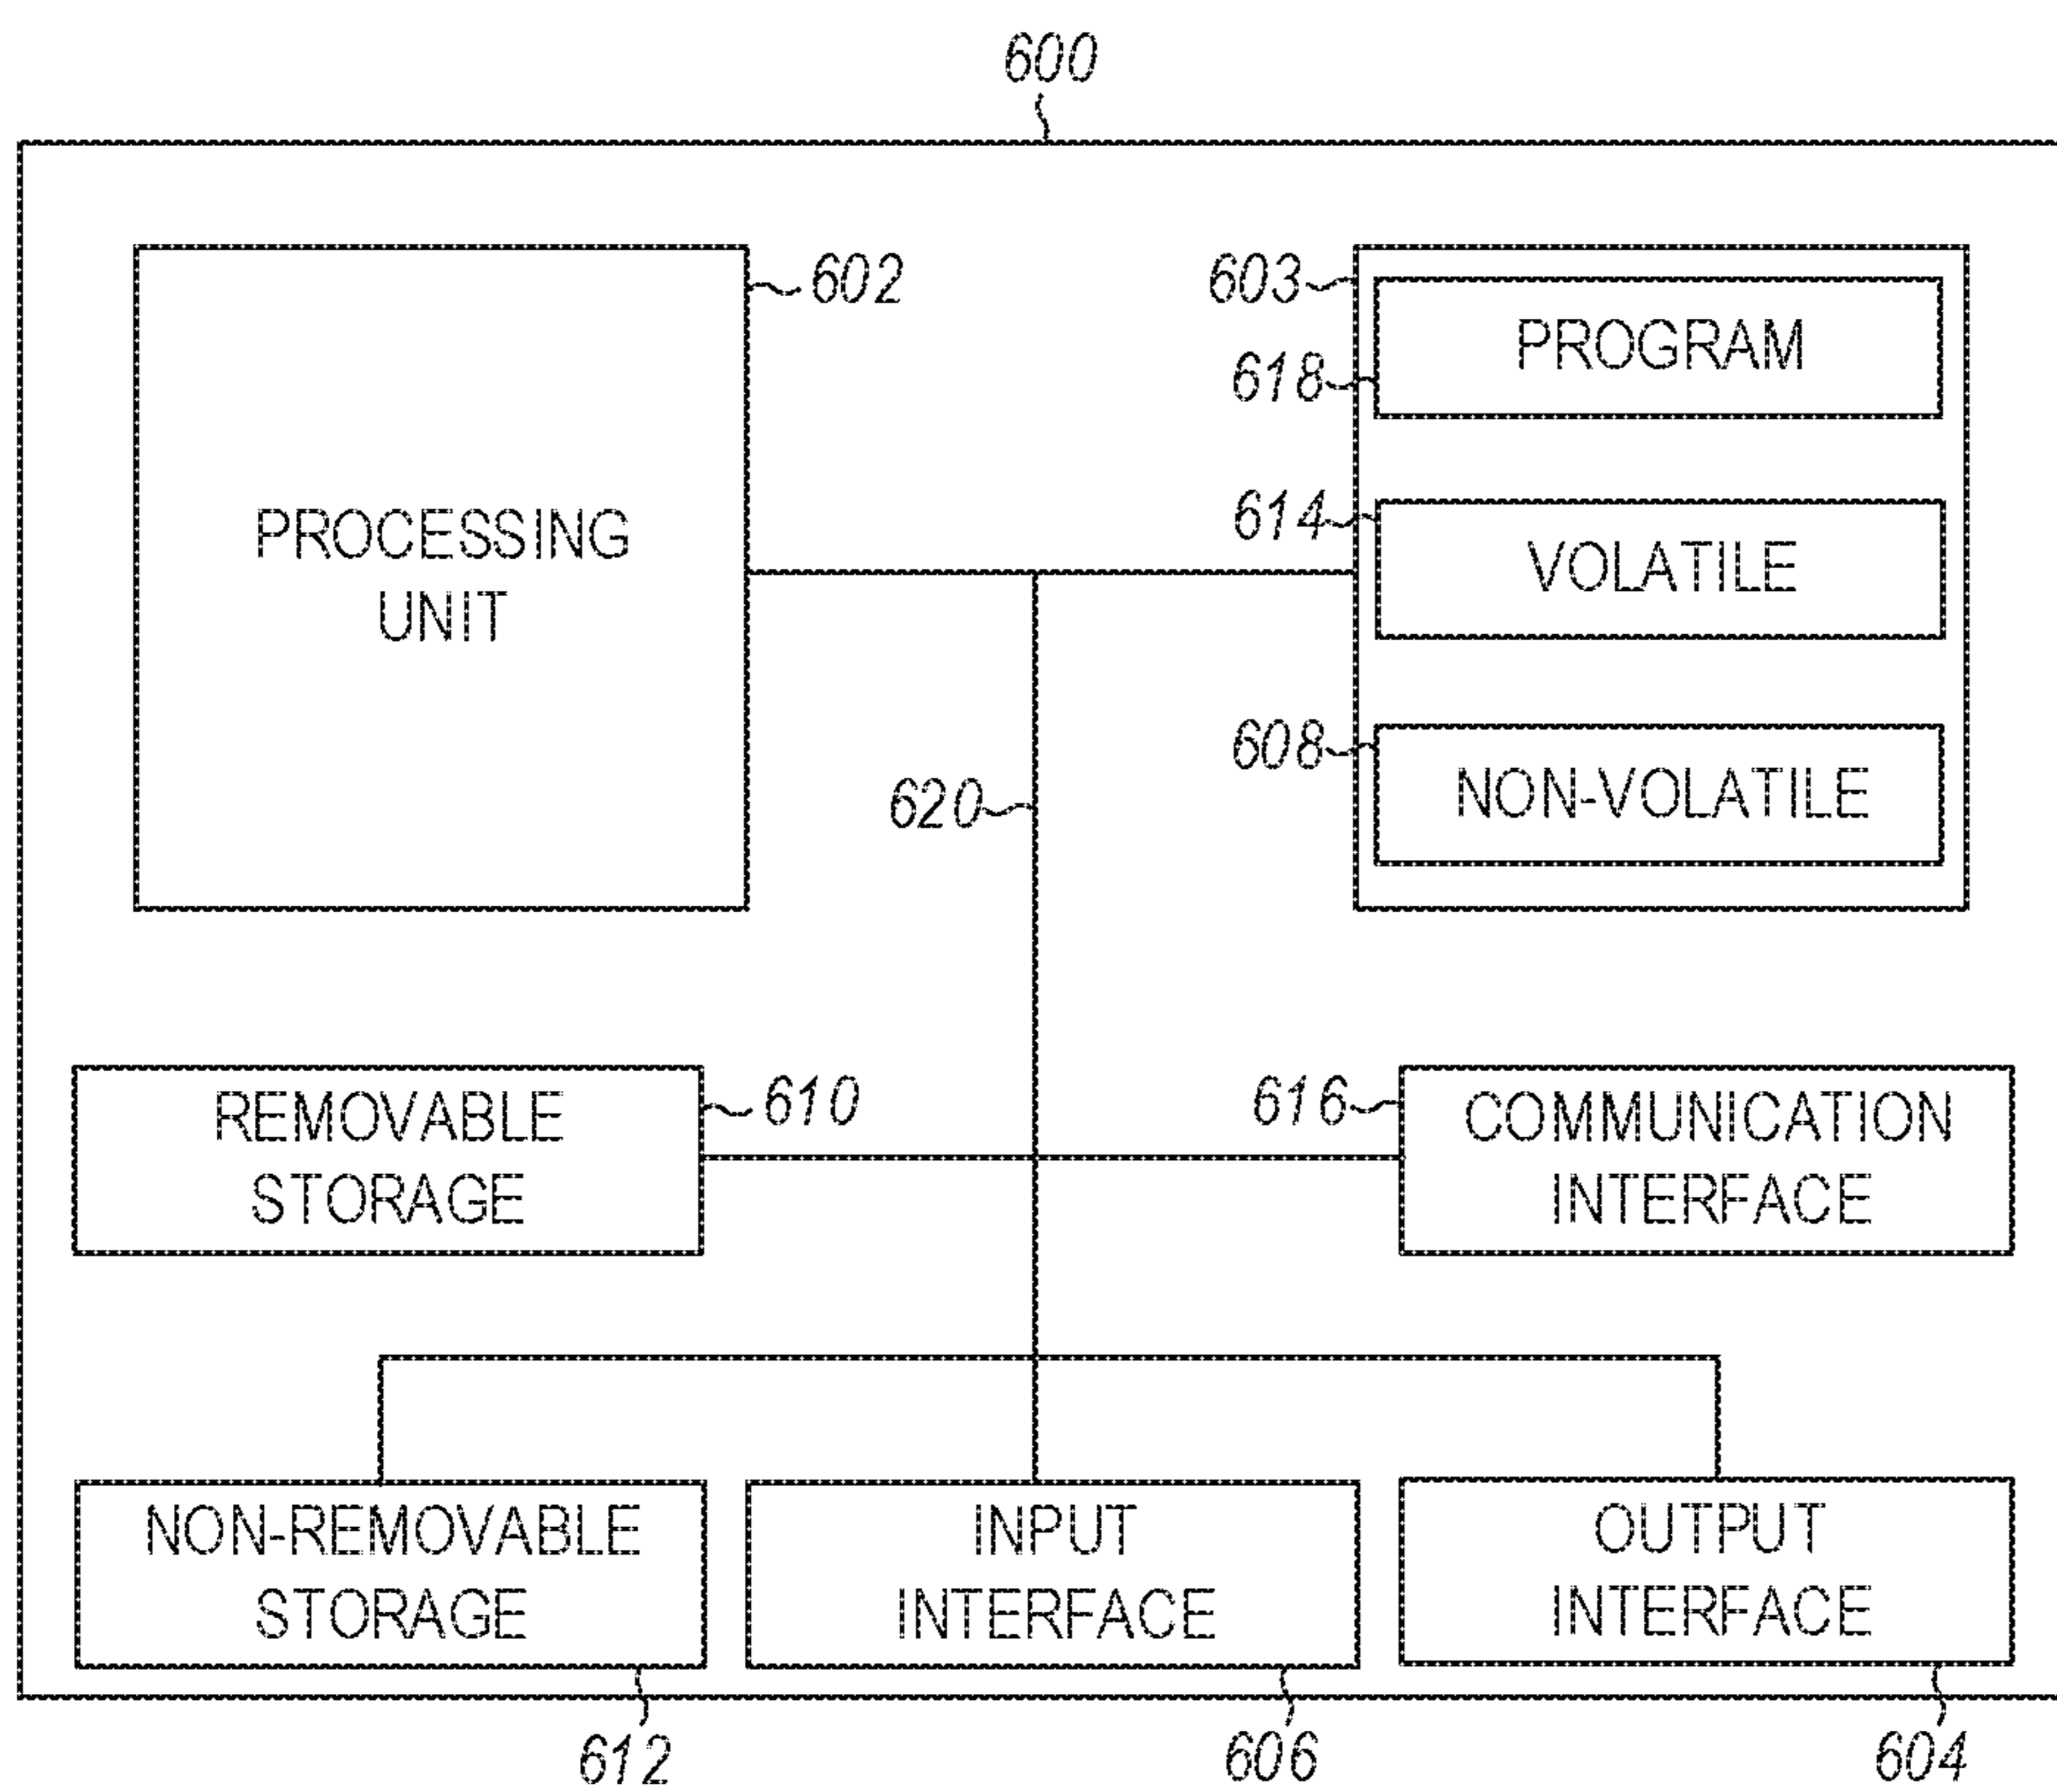 600
602
603
PROGRAM
618
PROCESSING
UNIT
614
VOLATILE
608
NON-VOLATILE
620
REMOVABLE
STORAGE
610
616
COMMUNICATION
INTERFACE
NON-REMOVABLE
STORAGE
INPUT
INTERFACE
OUTPUT
INTERFACE
612
606
604